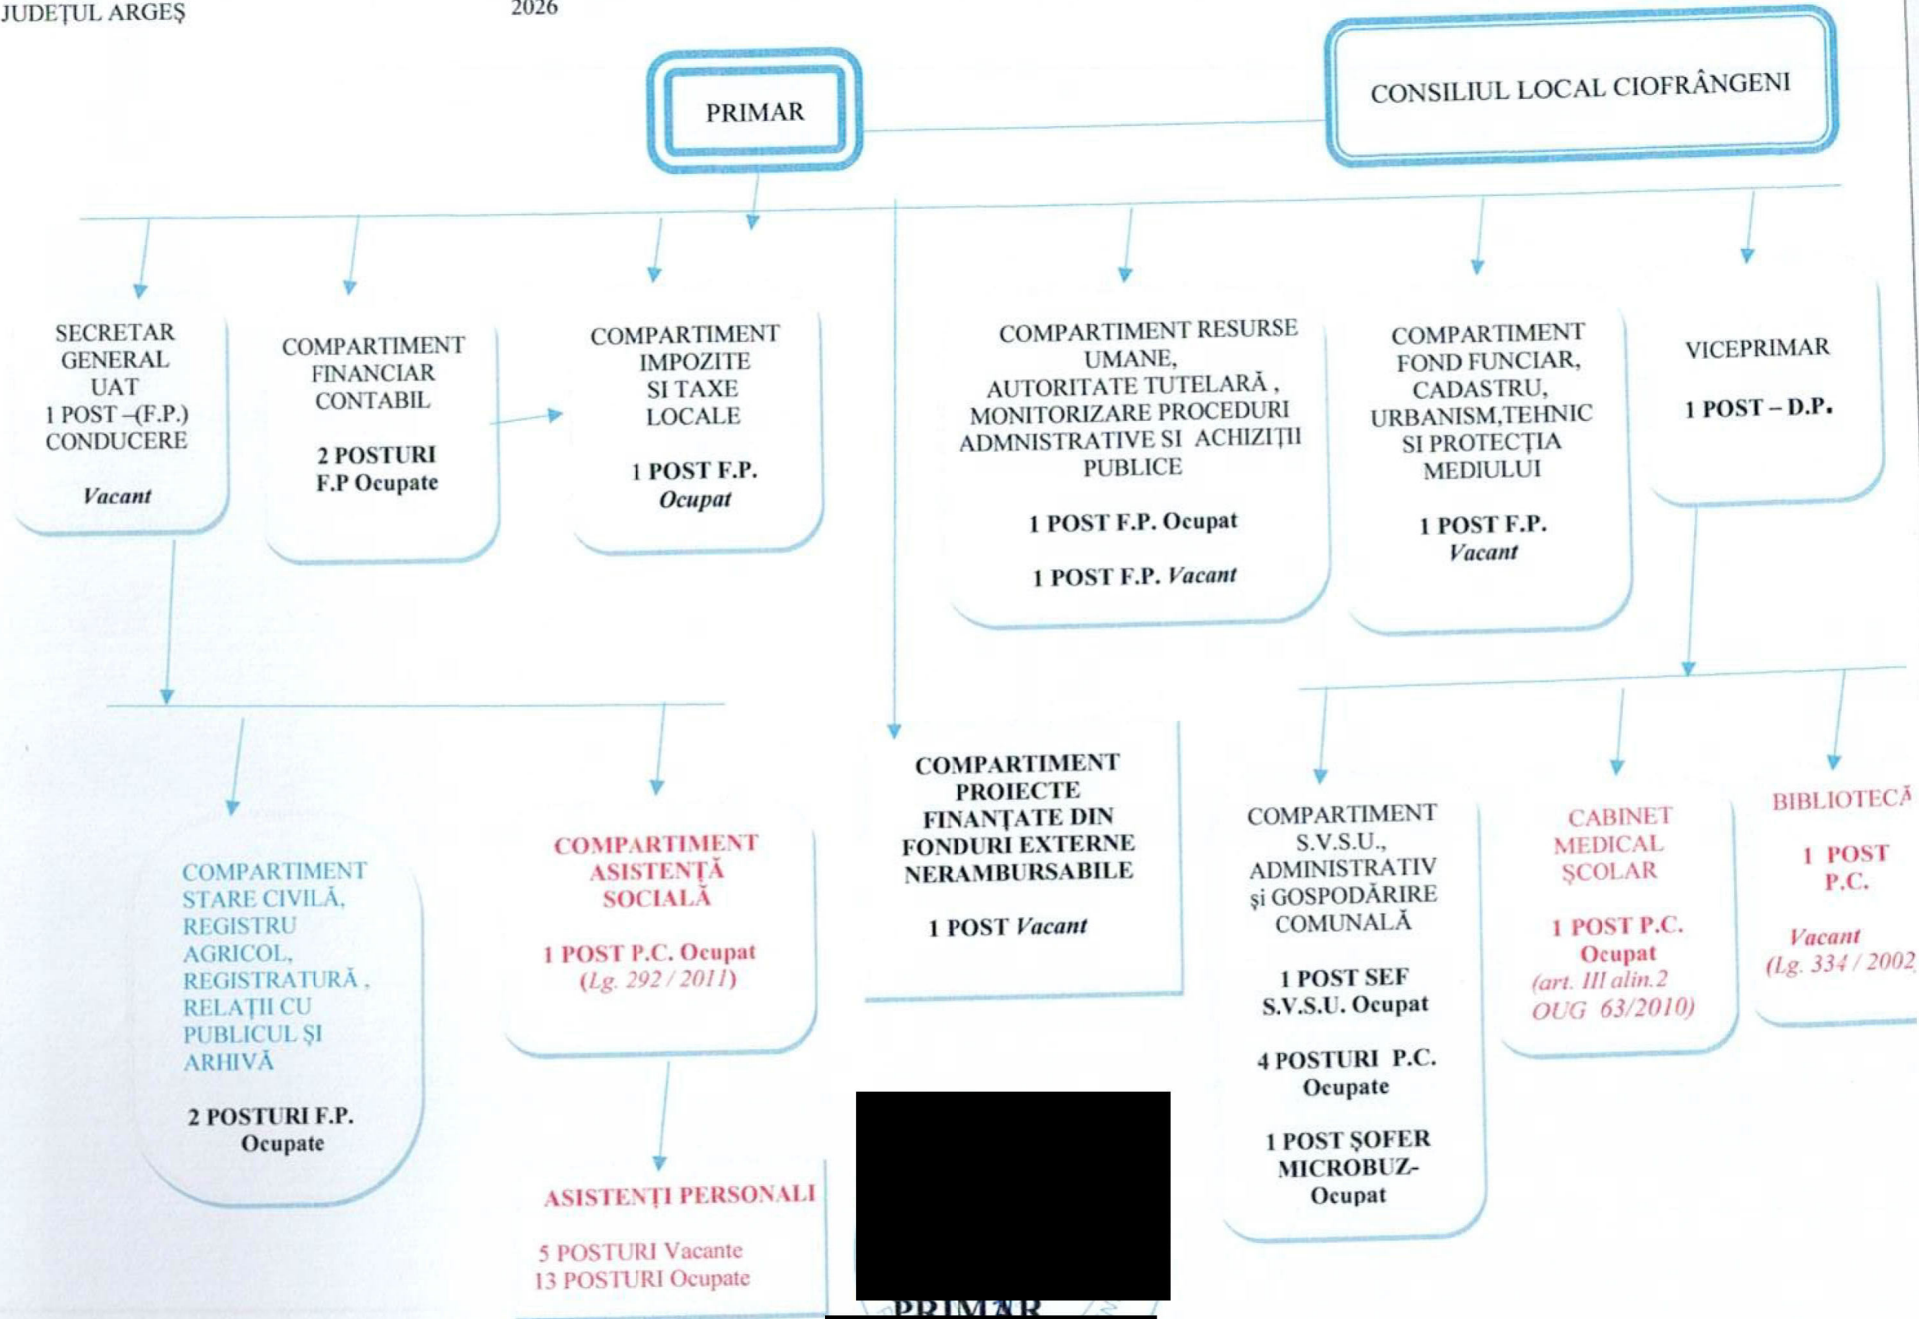 JUDEȚUL ARGEȘ
2026
PRIMAR
CONSILIUL LOCAL CIOFRÂNGENI
SECRETAR
GENERAL
UAT
1 POST –(F.P.)
CONDUCERE
Vacant
COMPARTIMENT
FINANCIAR
CONTABIL
2 POSTURI
F.P Ocupate
COMPARTIMENT
IMPOZITE
SI TAXE
LOCALE
1 POST F.P.
Ocupat
COMPARTIMENT RESURSE
UMANE,
AUTORITATE TUTELARĂ ,
MONITORIZARE PROCEDURI
ADMNISTRATIVE SI ACHIZIȚII
PUBLICE
1 POST F.P. Ocupat
1 POST F.P. Vacant
COMPARTIMENT
FOND FUNCIAR,
CADASTRU,
URBANISM,TEHNIC
SI PROTECȚIA
MEDIULUI
1 POST F.P.
Vacant
VICEPRIMAR
1 POST – D.P.
COMPARTIMENT
STARE CIVILĂ,
REGISTRU
AGRICOL,
REGISTRATURĂ ,
RELAȚII CU
PUBLICUL ȘI
ARHIVĂ
2 POSTURI F.P.
Ocupate
COMPARTIMENT
ASISTENȚĂ
SOCIALĂ
1 POST P.C. Ocupat
(Lg. 292 / 2011)
ASISTENȚI PERSONALI
5 POSTURI Vacante
13 POSTURI Ocupate
COMPARTIMENT
PROIECTE
FINANȚATE DIN
FONDURI EXTERNE
NERAMBURSABILE
1 POST Vacant
COMPARTIMENT
S.V.S.U.,
ADMINISTRATIV
și GOSPODĂRIRE
COMUNALĂ
1 POST SEF
S.V.S.U. Ocupat
4 POSTURI P.C.
Ocupate
1 POST ȘOFER
MICROBUZ-
Ocupat
CABINET
MEDICAL
ȘCOLAR
1 POST P.C.
Ocupat
(art. III alin.2
OUG 63/2010)
BIBLIOTECĂ
1 POST
P.C.
Vacant
(Lg. 334 / 2002
PRIMAR